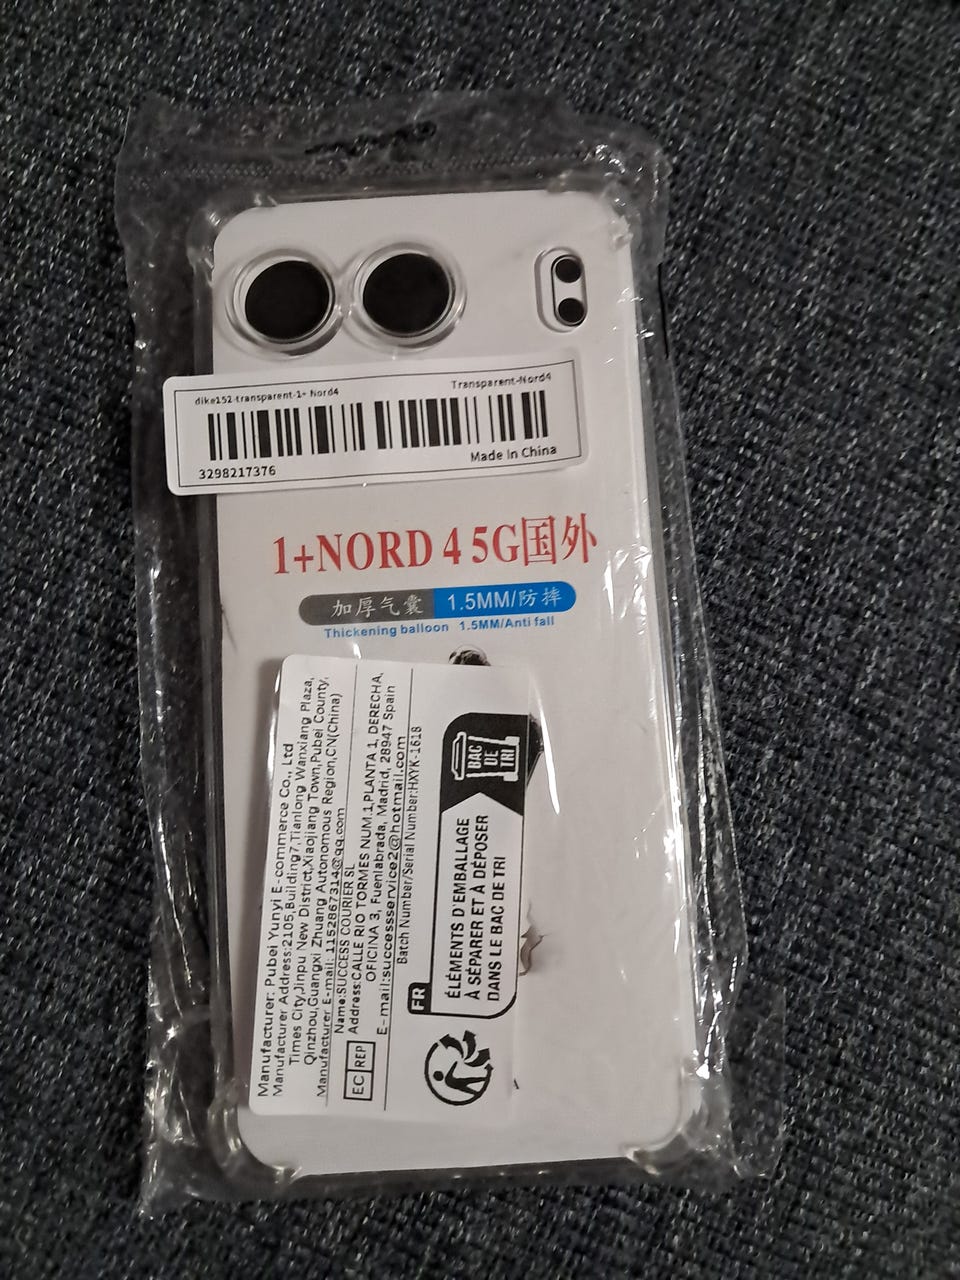 dike152-transparent-1+ Nord4
Transparent-Nord4
3298217376
Made In China
1+NORD 4 5G国外
加厚气囊 1.5MM/防摔
Thickening balloon 1.5MM/Anti fall
Manufacturer: Pubei Yunyi E-commerce Co., Ltd
Manufacturer Address:2105,Building7,Tianlong Wanxiang Plaza,
Times City,Jinpu New District,Xiaojiang Town,Pubei County,
Qinzhou,Guangxi Zhuang Autonomous Region,CN(China)
Manufacturer E-mail: 1152867314@qq.com
EC REP
Name:SUCCESS COURIER SL
Address:CALLE RIO TORMES NUM.1,PLANTA 1, DERECHA,
OFICINA 3, Fuenlabrada, Madrid, 28947 Spain
E-mail:successservice2@hotmail.com
Batch Number/Serial Number:HXYK-1618
FR
ÉLÉMENTS D'EMBALLAGE
À SÉPARER ET À DÉPOSER
DANS LE BAC DE TRI
BAC
DE
TRI